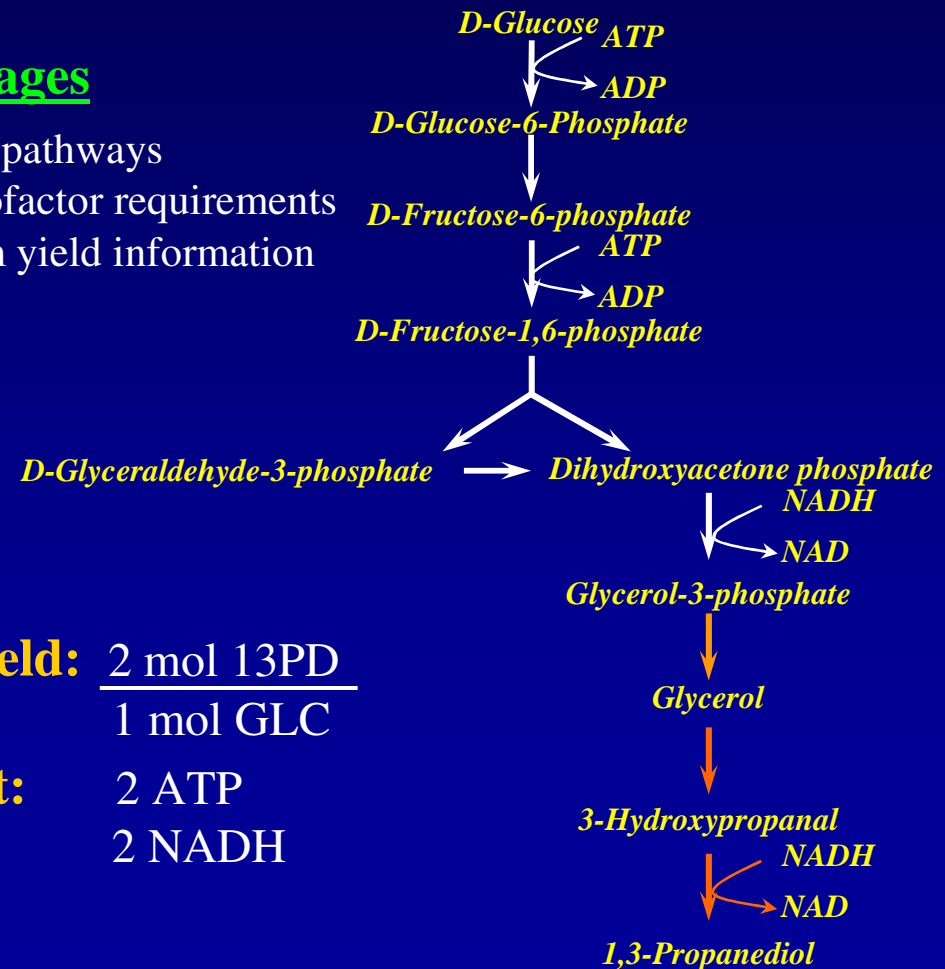 ages
pathways
ofactor requirements
n yield information
D-Glucose
ATP
ADP
D-Glucose-6-Phosphate
D-Fructose-6-phosphate
ATP
ADP
D-Fructose-1,6-phosphate
D-Glyceraldehyde-3-phosphate
Dihydroxyacetone phosphate
NADH
NAD
Glycerol-3-phosphate
Glycerol
3-Hydroxypropanal
NADH
NAD
1,3-Propanediol
eld: 2 mol 13PD
1 mol GLC
t: 2 ATP
2 NADH